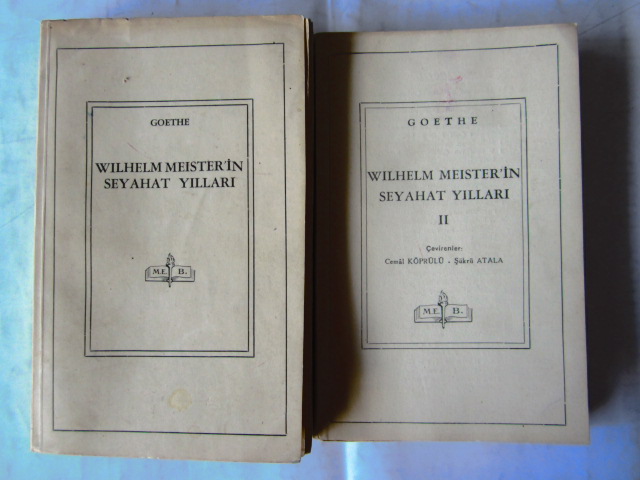 GOETHE
WILHELM MEISTER'İN
SEYAHAT YILLARI
M.E. B.
GOETHE
WILHELM MEISTER'İN
SEYAHAT YILLARI
II
Çevirenler:
Cemâl KÖPRÜLÜ - Şükrü ATALA
M.E. B.